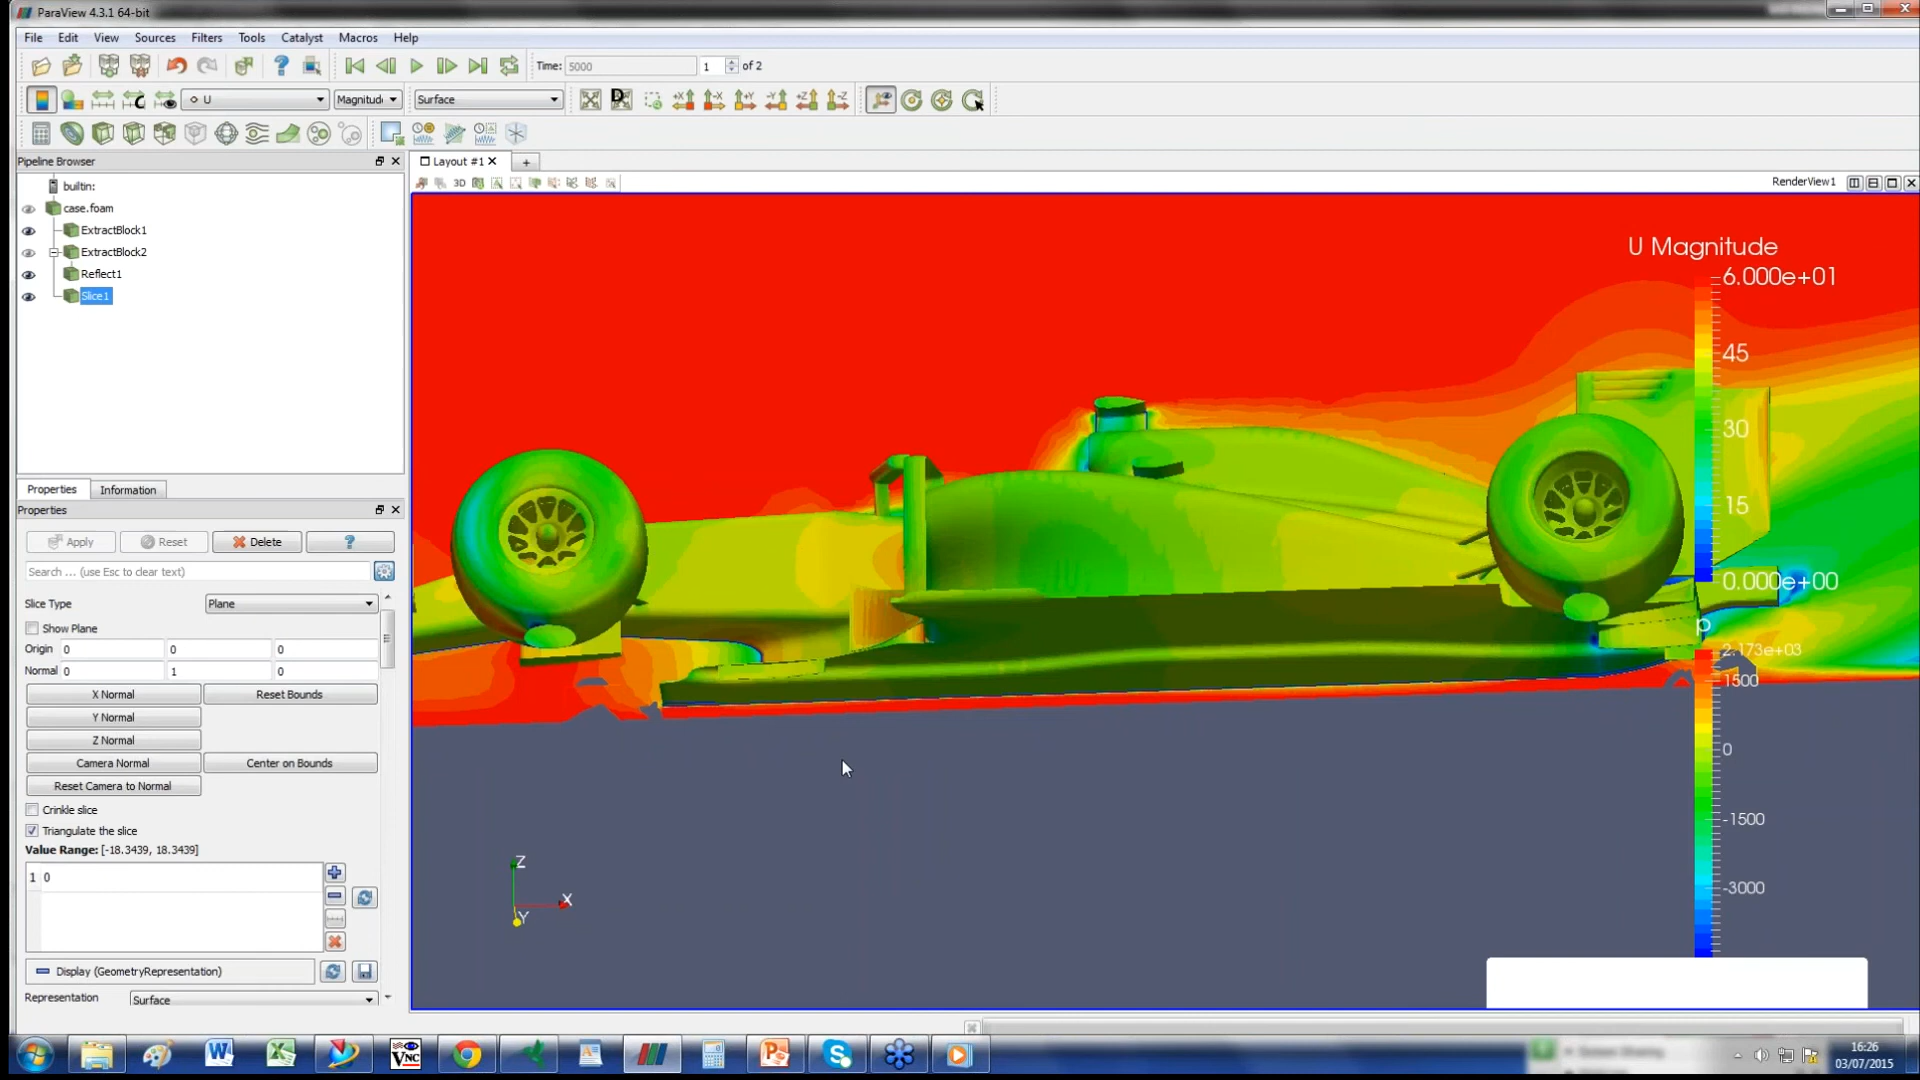 ParaView 4.3.1 64-bit
File Edit View Sources Filters Tools Catalyst Macros Help
Time: 5000 1 of 2
U Magnitude Surface
D +X -X +Y -Y +Z -Z
Pipeline Browser
Layout #1
3D
RenderView1
builtin:
case.foam
ExtractBlock1
ExtractBlock2
Reflect1
Slice1
U Magnitude
6.000e+01
45
30
15
0.000e+00
p
2.173e+03
1500
0
-1500
-3000
Z
X
Y
Properties Information
Properties
Apply Reset Delete ?
Search ... (use Esc to clear text)
Slice Type Plane
Show Plane
Origin 0 0 0
Normal 0 1 0
X Normal Reset Bounds
Y Normal
Z Normal
Camera Normal Center on Bounds
Reset Camera to Normal
Crinkle slice
Triangulate the slice
Value Range: [-18.3439, 18.3439]
1 0
Display (GeometryRepresentation)
Representation Surface
VNC
16:26
03/07/2015